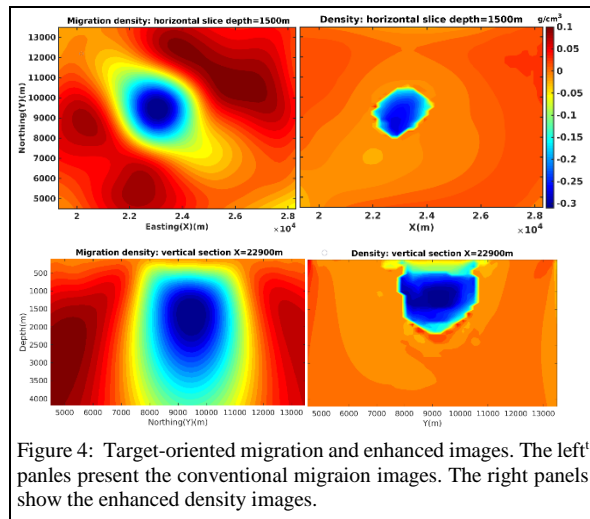 Migration density: horizontal slice depth=1500m
Density: horizontal slice depth=1500m
g/cm³
13000
12000
11000
10000
9000
8000
7000
6000
5000
Northing(Y)(m)
2 2.2 2.4 2.6 2.8
Easting(X)(m)
×10⁴
2 2.2 2.4 2.6 2.8
X(m)
×10⁴
0.1
0.05
0
-0.05
-0.1
-0.15
-0.2
-0.25
-0.3
Migration density: vertical section X=22900m
Density: vertical section X=22900m
500
1000
1500
2000
2500
3000
3500
4000
Depth(m)
5000 6000 7000 8000 9000 10000 11000 12000 13000
Northing(Y)(m)
5000 6000 7000 8000 9000 10000 11000 12000 13000
Y(m)
Figure 4: Target-oriented migration and enhanced images. The leftᵗ
panles present the conventional migraion images. The right panels
show the enhanced density images.